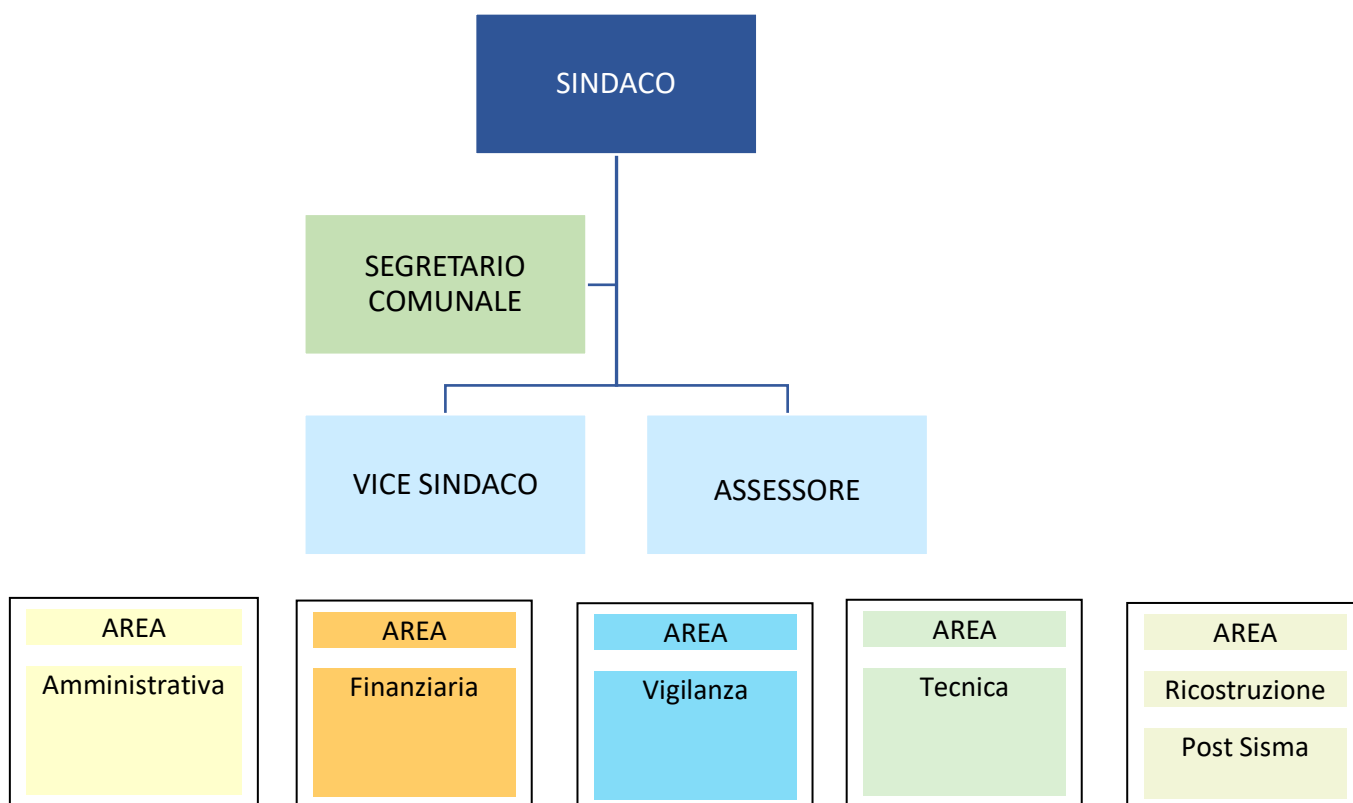 SINDACO
SEGRETARIO
COMUNALE
VICE SINDACO
ASSESSORE
AREA
Amministrativa
AREA
Finanziaria
AREA
Vigilanza
AREA
Tecnica
AREA
Ricostruzione
Post Sisma